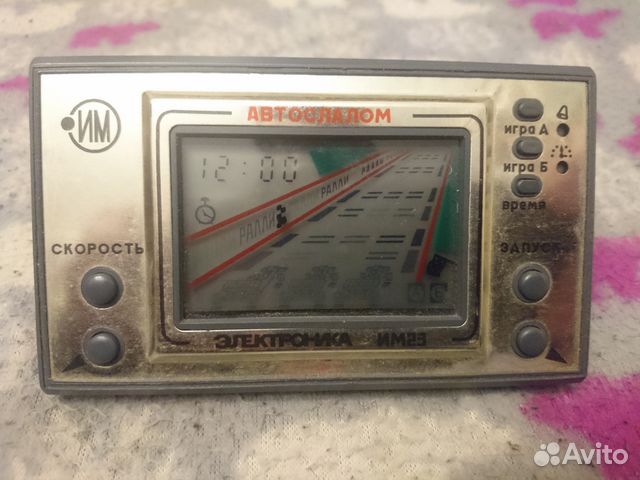 ИМ
АВТОСЛАЛОМ
игра А
игра Б
время
СКОРОСТЬ
ЗАПУСК
12:00
РАЛЛИ РАЛЛИ РАЛЛИ
ЭЛЕКТРОНИКА ИМ23
Avito